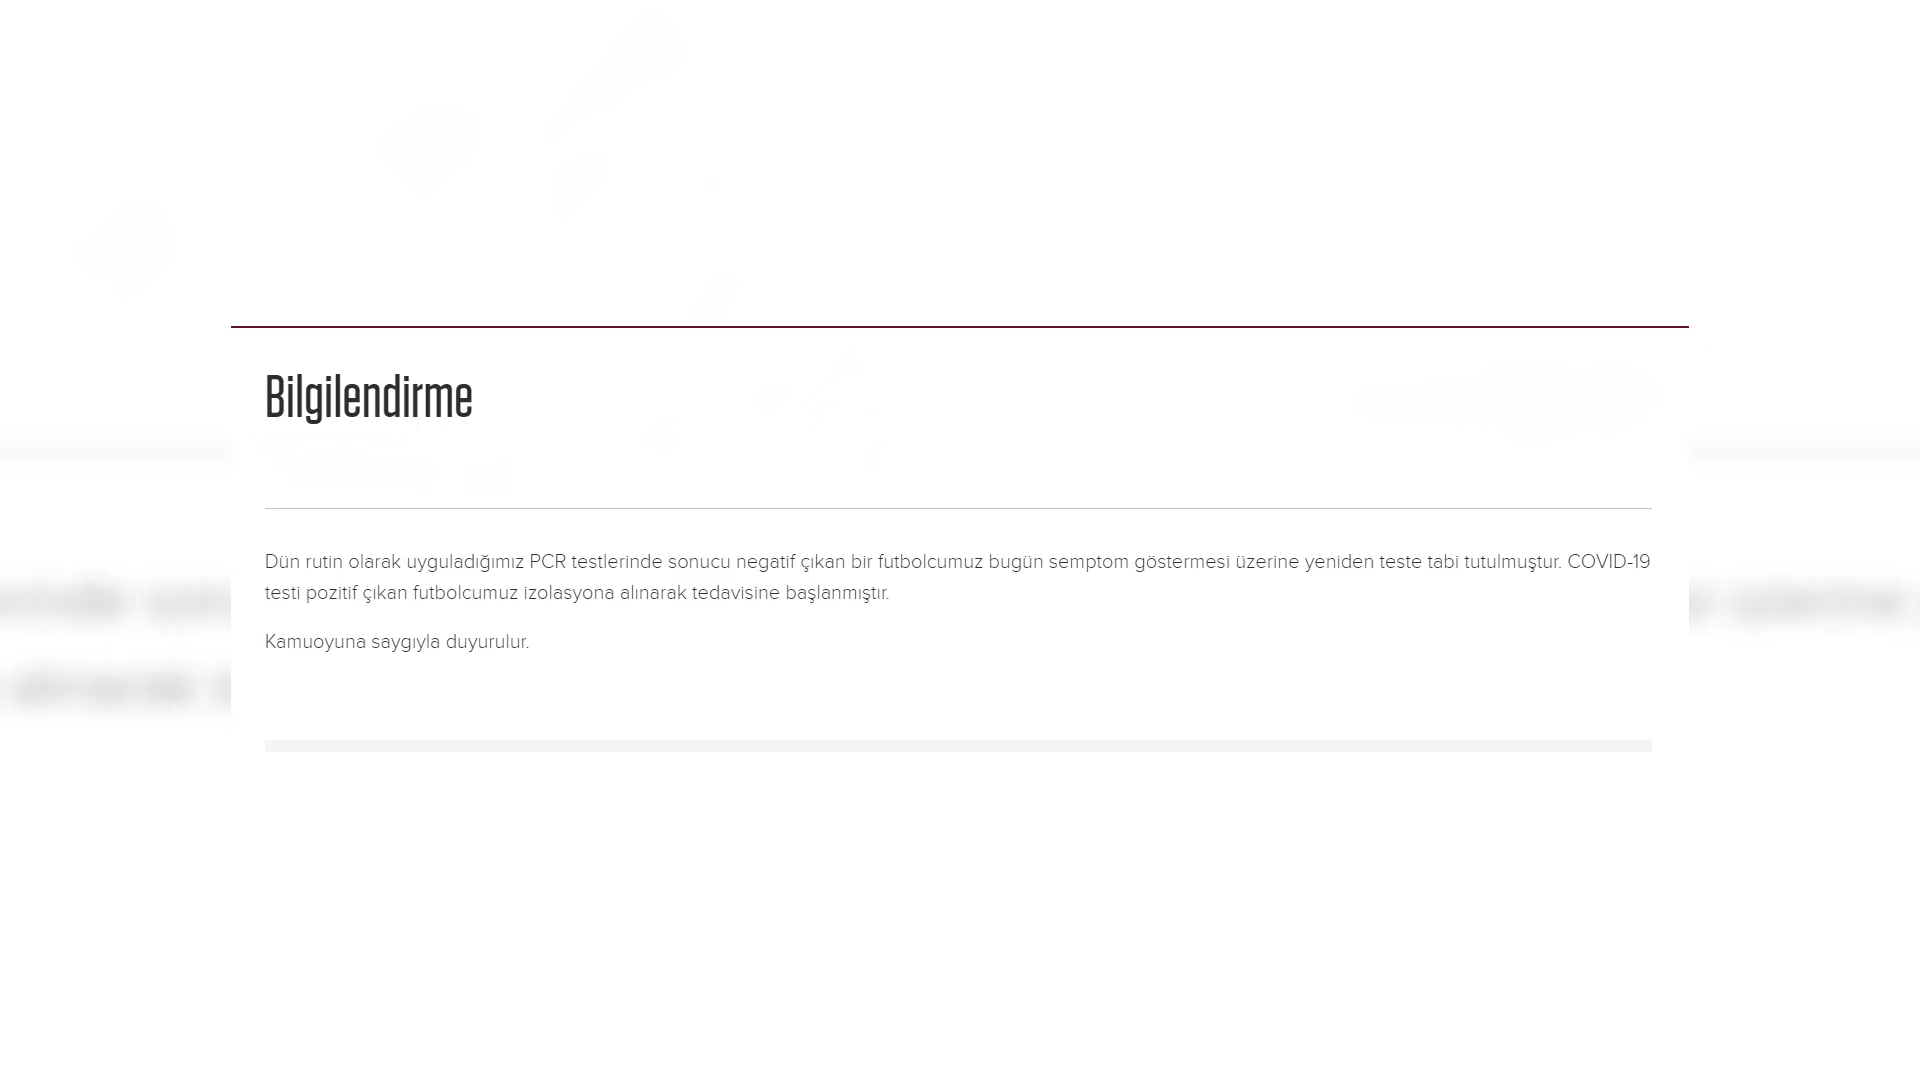 Bilgilendirme
Dün rutin olarak uyguladığımız PCR testlerinde sonucu negatif çıkan bir futbolcumuz bugün semptom göstermesi üzerine yeniden teste tabi tutulmuştur. COVID-19
testi pozitif çıkan futbolcumuz izolasyona alınarak tedavisine başlanmıştır.
Kamuoyuna saygıyla duyurulur.